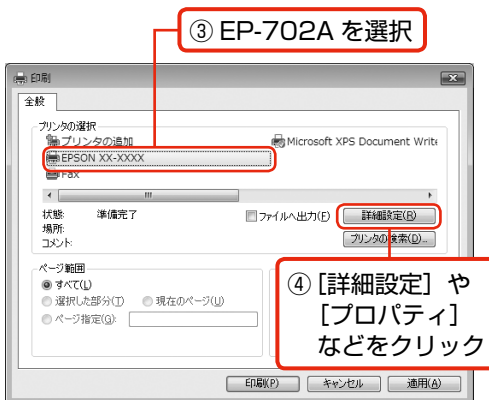 ③ EP-702A を選択
印刷
全般
プリンタの選択
プリンタの追加
Microsoft XPS Document Write
EPSON XX-XXXX
Fax
状態: 準備完了
ファイルへ出力(F)
詳細設定(R)
場所:
コメント:
プリンタの検索(D)...
ページ範囲
すべて(L)
選択した部分(T)
現在のページ(U)
ページ指定(G):
④ [詳細設定] や
[プロパティ]
などをクリック
印刷(P)
キャンセル
適用(A)